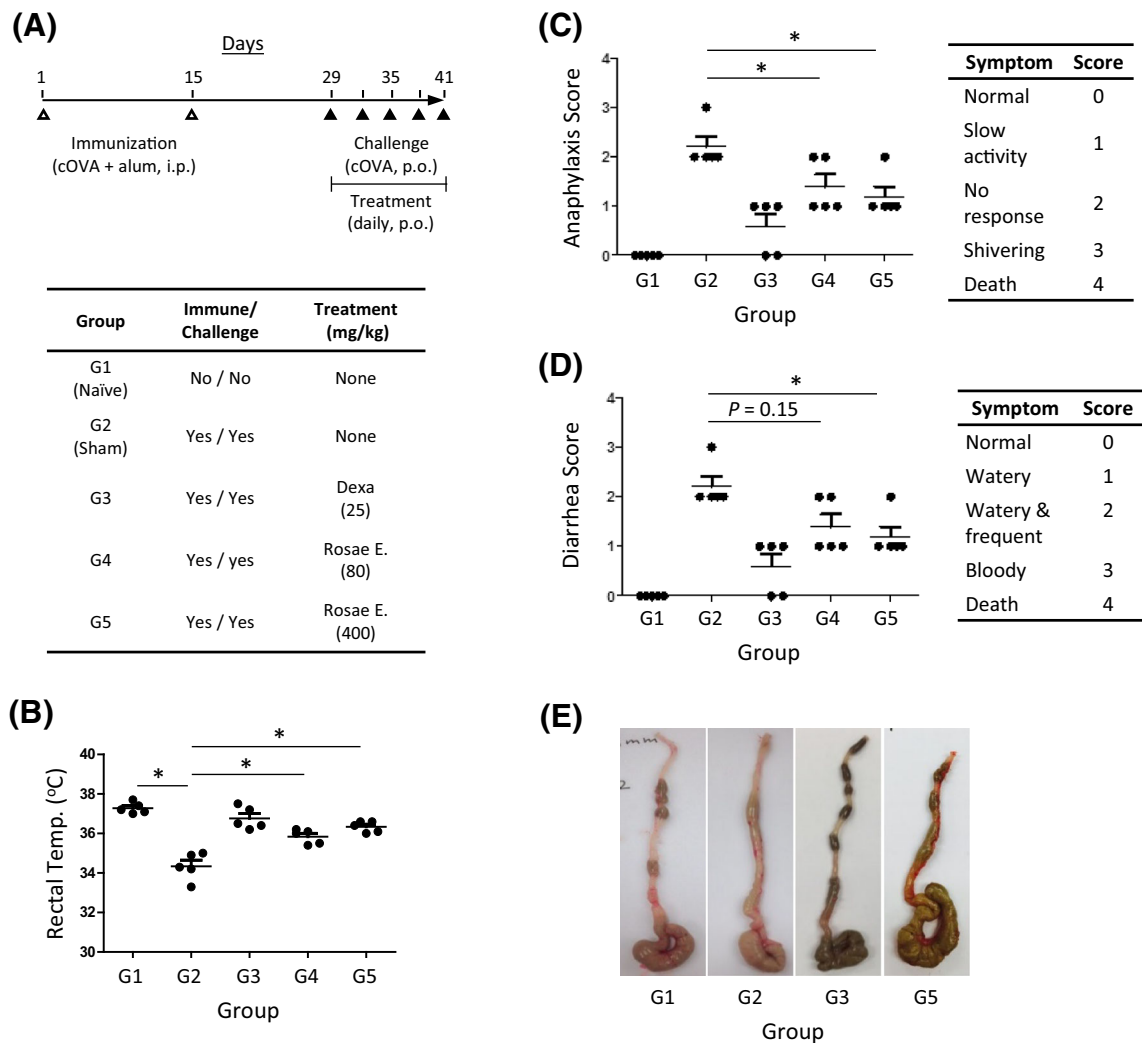 (A)
Days
1 15 29 35 41
Immunization
(cOVA + alum, i.p.)
Challenge
(cOVA, p.o.)
Treatment
(daily, p.o.)
Group Immune/ Challenge Treatment (mg/kg)
G1 (Naïve) No / No None
G2 (Sham) Yes / Yes None
G3 Yes / Yes Dexa (25)
G4 Yes / yes Rosae E. (80)
G5 Yes / Yes Rosae E. (400)
(B)
Rectal Temp. (oC)
40
38
36
34
32
30
* * *
G1 G2 G3 G4 G5
Group
(C)
Anaphylaxis Score
4
3
2
1
0
*
*
G1 G2 G3 G4 G5
Group
Symptom Score
Normal 0
Slow activity 1
No response 2
Shivering 3
Death 4
(D)
Diarrhea Score
4
3
2
1
0
*
P = 0.15
G1 G2 G3 G4 G5
Group
Symptom Score
Normal 0
Watery 1
Watery & frequent 2
Bloody 3
Death 4
(E)
mm
2
G1 G2 G3 G5
Group